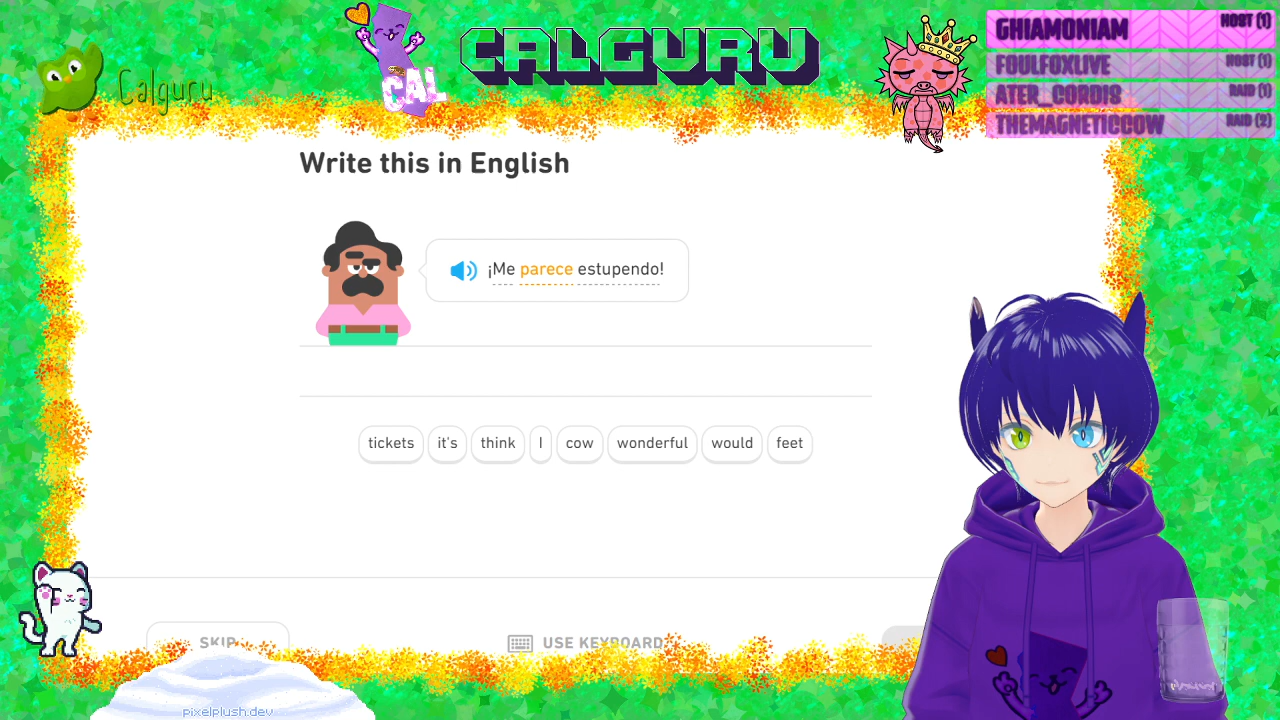 CALGURU
Calguru
CAL
GHIAMONIAM HOST (1)
FOULFOXLIVE HOST (1)
ATER_CORDIS RAID (1)
THEMAGNETICCOW RAID (2)
Write this in English
¡Me parece estupendo!
tickets it's think I cow wonderful would feet
SKIP USE KEYBOARD
pixelplush.dev